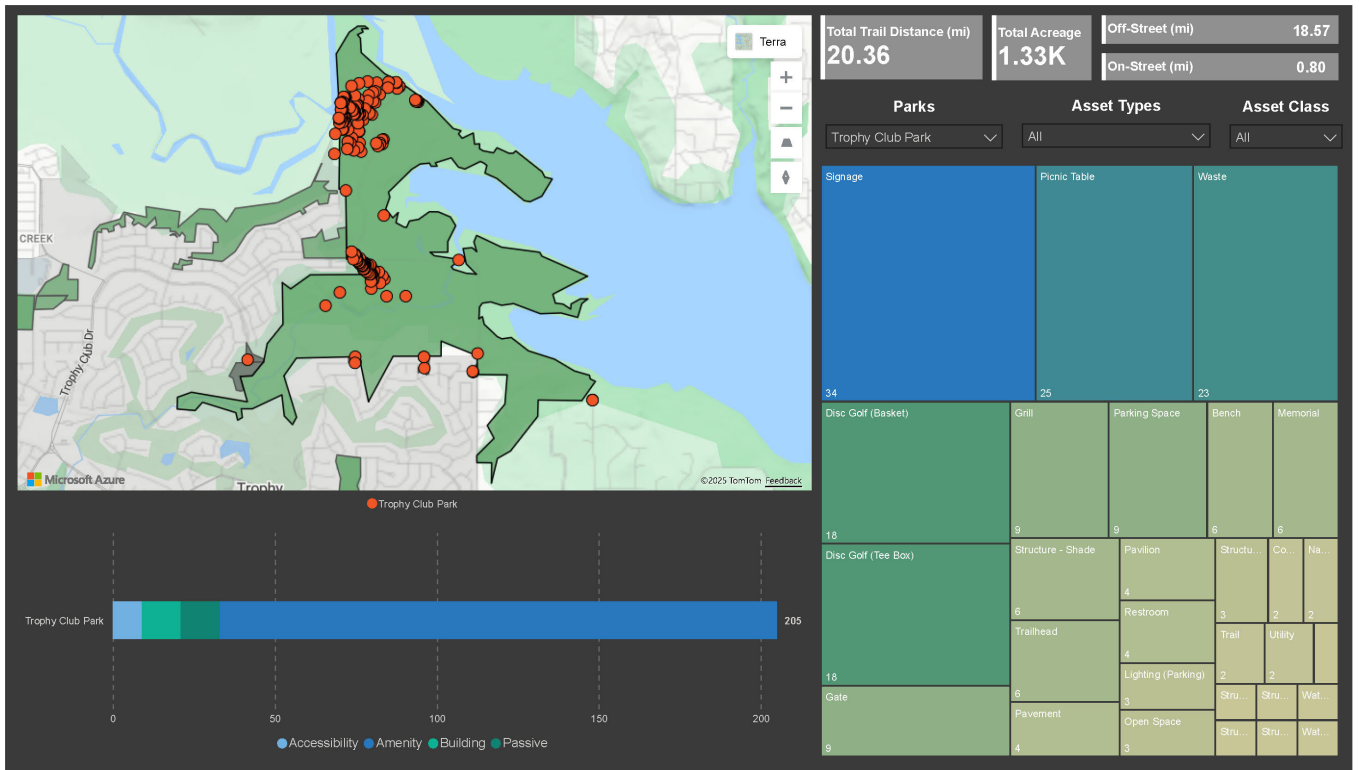 Terra
CREEK
Trophy Club Dr
Trophy
Microsoft Azure
©2025 TomTom Feedback
Trophy Club Park
Trophy Club Park
205
0
50
100
150
200
Accessibility Amenity Building Passive
Total Trail Distance (mi)
20.36
Total Acreage
1.33K
Off-Street (mi) 18.57
On-Street (mi) 0.80
Parks Asset Types Asset Class
Trophy Club Park All All
Signage
34
Picnic Table
25
Waste
23
Disc Golf (Basket)
18
Disc Golf (Tee Box)
18
Gate
9
Grill
9
Parking Space
9
Bench
6
Memorial
6
Structure - Shade
6
Trailhead
6
Pavement
4
Pavilion
4
Restroom
4
Lighting (Parking)
3
Open Space
3
Structu...
3
Co...
2
Na...
2
Trail
2
Utility
2
Stru... Stru... Wat...
Stru... Stru... Wat...